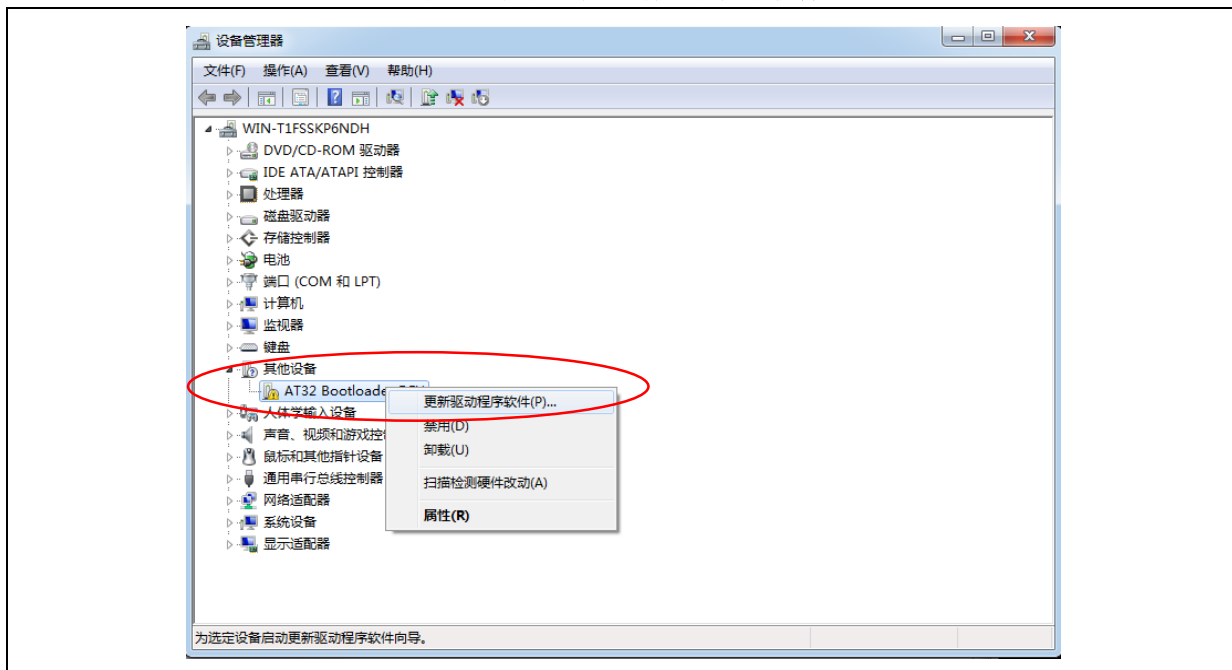 设备管理器
文件(F) 操作(A) 查看(V) 帮助(H)
WIN-T1FSSKP6NDH
DVD/CD-ROM 驱动器
IDE ATA/ATAPI 控制器
处理器
磁盘驱动器
存储控制器
电池
端口 (COM 和 LPT)
计算机
监视器
键盘
其他设备
AT32 Bootloade
人体学输入设备
声音、视频和游戏控
鼠标和其他指针设备
通用串行总线控制器
网络适配器
系统设备
显示适配器
更新驱动程序软件(P)...
禁用(D)
卸载(U)
扫描检测硬件改动(A)
属性(R)
为选定设备启动更新驱动程序软件向导。